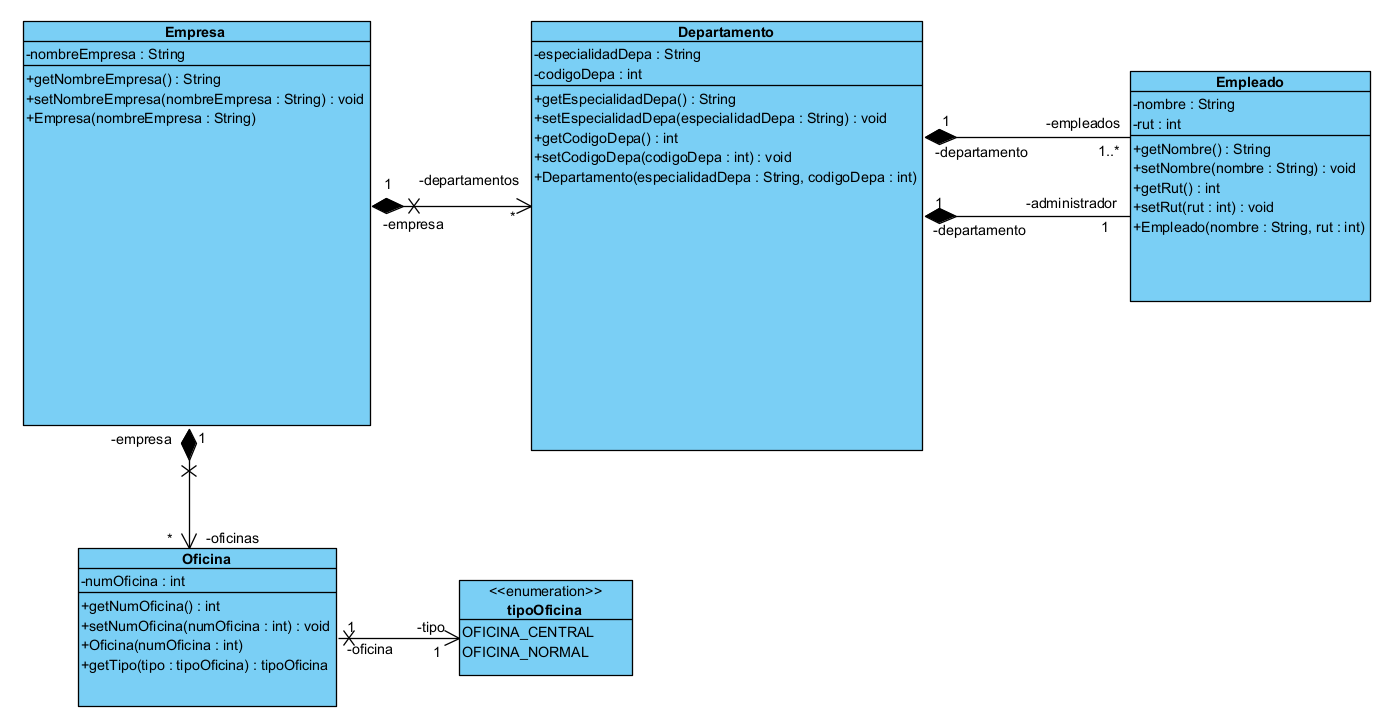 Empresa
-nombreEmpresa : String
+getNombreEmpresa() : String
+setNombreEmpresa(nombreEmpresa : String) : void
+Empresa(nombreEmpresa : String)
1
-departamentos
-empresa
*
Departamento
-especialidadDepa : String
-codigoDepa : int
+getEspecialidadDepa() : String
+setEspecialidadDepa(especialidadDepa : String) : void
+getCodigoDepa() : int
+setCodigoDepa(codigoDepa : int) : void
+Departamento(especialidadDepa : String, codigoDepa : int)
1
-empleados
-departamento
1..*
1
-administrador
-departamento
1
Empleado
-nombre : String
-rut : int
+getNombre() : String
+setNombre(nombre : String) : void
+getRut() : int
+setRut(rut : int) : void
+Empleado(nombre : String, rut : int)
-empresa
1
*
-oficinas
Oficina
-numOficina : int
+getNumOficina() : int
+setNumOficina(numOficina : int) : void
+Oficina(numOficina : int)
+getTipo(tipo : tipoOficina) : tipoOficina
1
-tipo
-oficina
1
<<enumeration>>
tipoOficina
OFICINA_CENTRAL
OFICINA_NORMAL